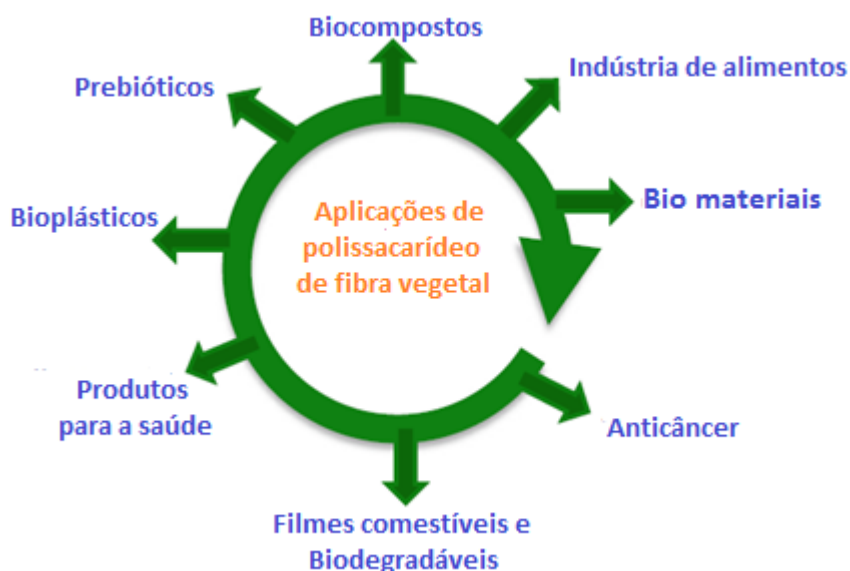 Biocompostos
Indústria de alimentos
Prebióticos
Bio materiais
Bioplásticos
Aplicações de
polissacarídeo
de fibra vegetal
Produtos
para a saúde
Anticâncer
Filmes comestíveis e
Biodegradáveis